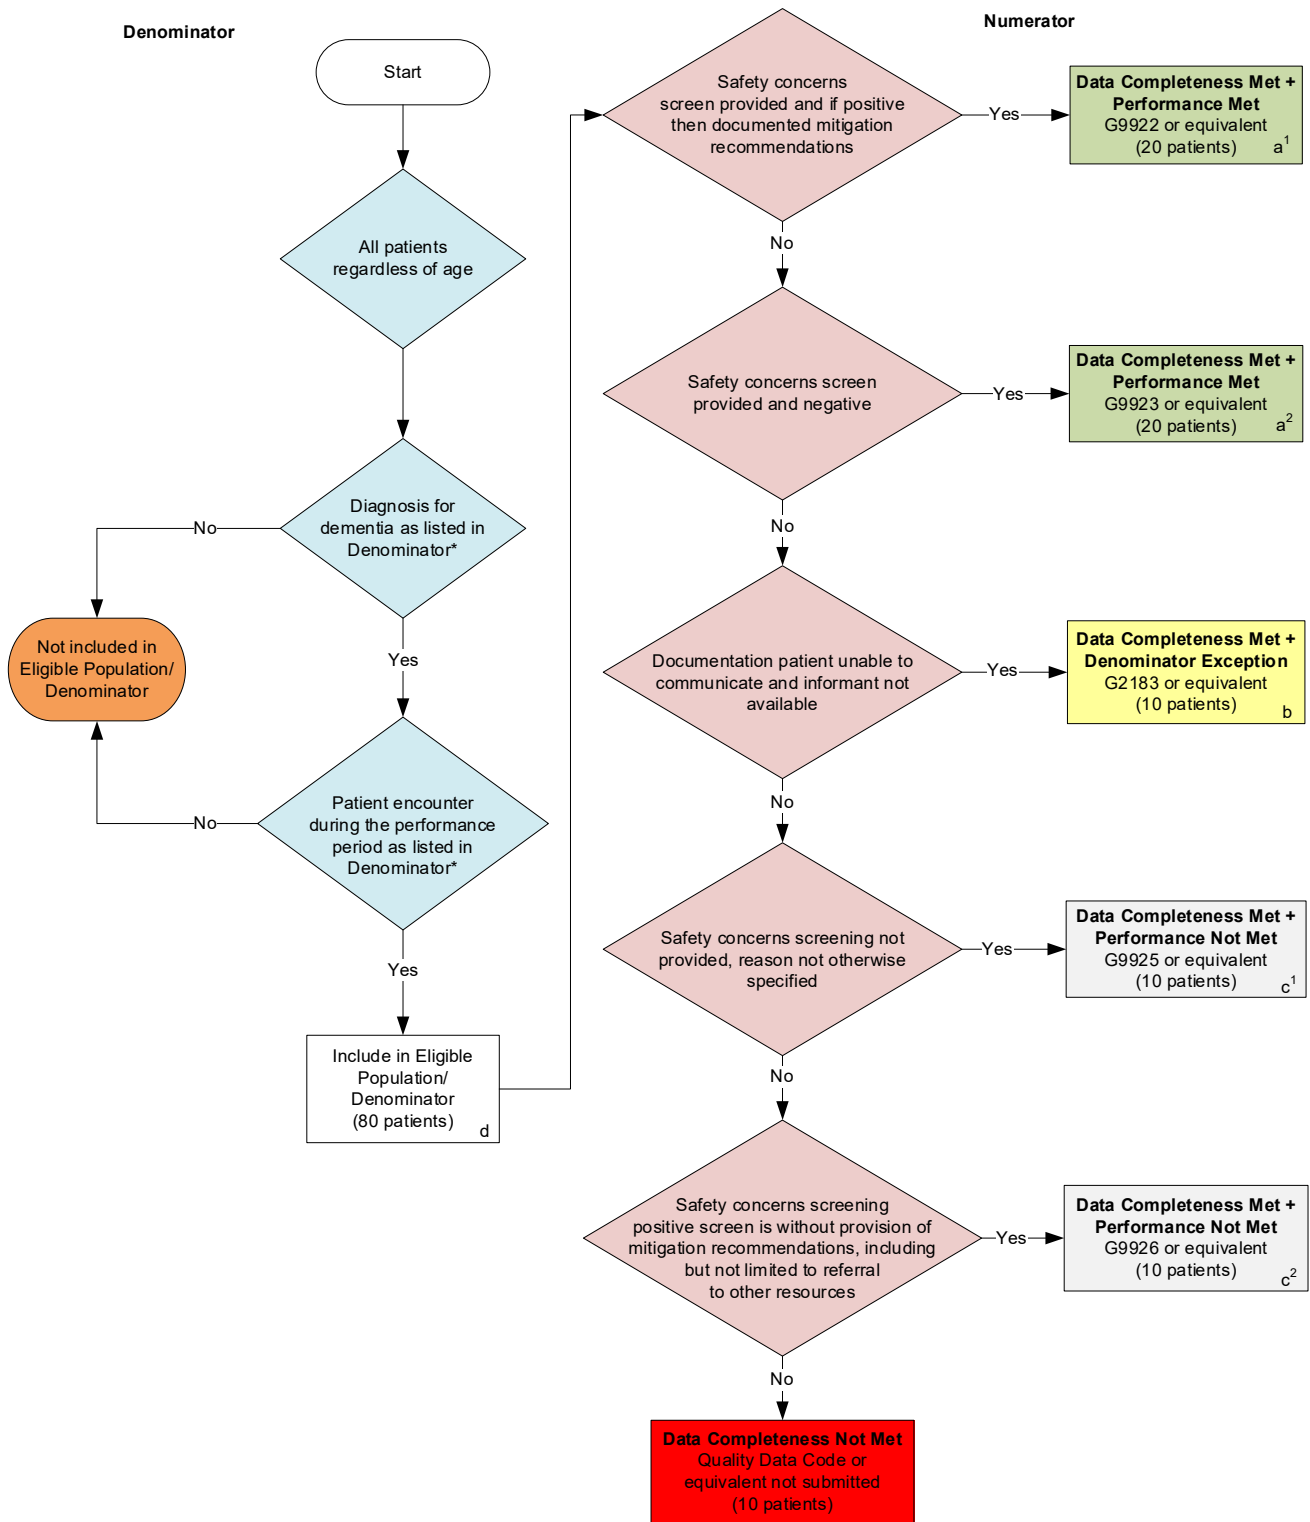 Denominator
Start
All patients
regardless of age
Diagnosis for
dementia as listed in
Denominator*
No
Not included in
Eligible Population/
Denominator
Yes
Patient encounter
during the performance
period as listed in
Denominator*
No
Yes
Include in Eligible
Population/
Denominator
(80 patients)
d
Numerator
Safety concerns
screen provided and if positive
then documented mitigation
recommendations
Yes
Data Completeness Met +
Performance Met
G9922 or equivalent
(20 patients)
a¹
No
Safety concerns screen
provided and negative
Yes
Data Completeness Met +
Performance Met
G9923 or equivalent
(20 patients)
a²
No
Documentation patient unable to
communicate and informant not
available
Yes
Data Completeness Met +
Denominator Exception
G2183 or equivalent
(10 patients)
b
No
Safety concerns screening not
provided, reason not otherwise
specified
Yes
Data Completeness Met +
Performance Not Met
G9925 or equivalent
(10 patients)
c¹
No
Safety concerns screening
positive screen is without provision of
mitigation recommendations, including
but not limited to referral
to other resources
Yes
Data Completeness Met +
Performance Not Met
G9926 or equivalent
(10 patients)
c²
No
Data Completeness Not Met
Quality Data Code or
equivalent not submitted
(10 patients)